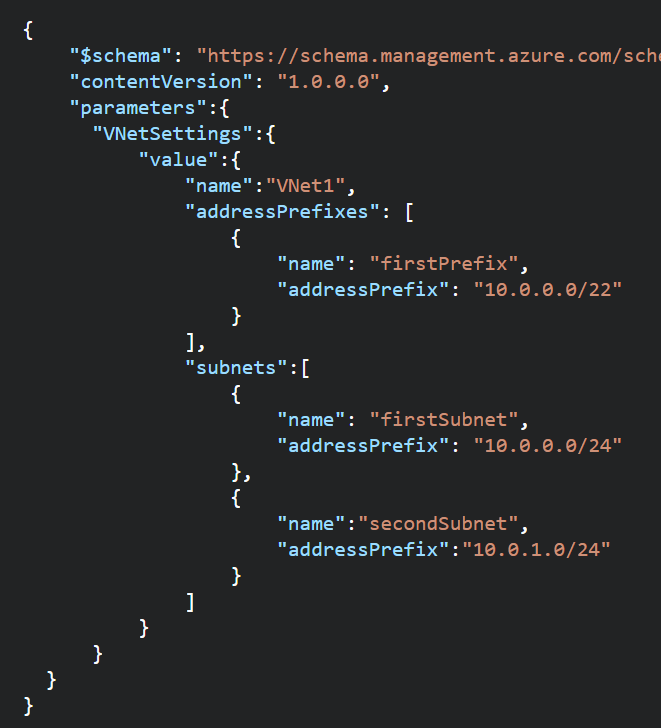 {
    "$schema": "https://schema.management.azure.com/sch
    "contentVersion": "1.0.0.0",
    "parameters":{
      "VNetSettings":{
          "value":{
              "name":"VNet1",
              "addressPrefixes": [
                  {
                      "name": "firstPrefix",
                      "addressPrefix": "10.0.0.0/22"
                  }
              ],
              "subnets":[
                  {
                      "name": "firstSubnet",
                      "addressPrefix": "10.0.0.0/24"
                  },
                  {
                      "name":"secondSubnet",
                      "addressPrefix":"10.0.1.0/24"
                  }
              ]
          }
      }
  }
}